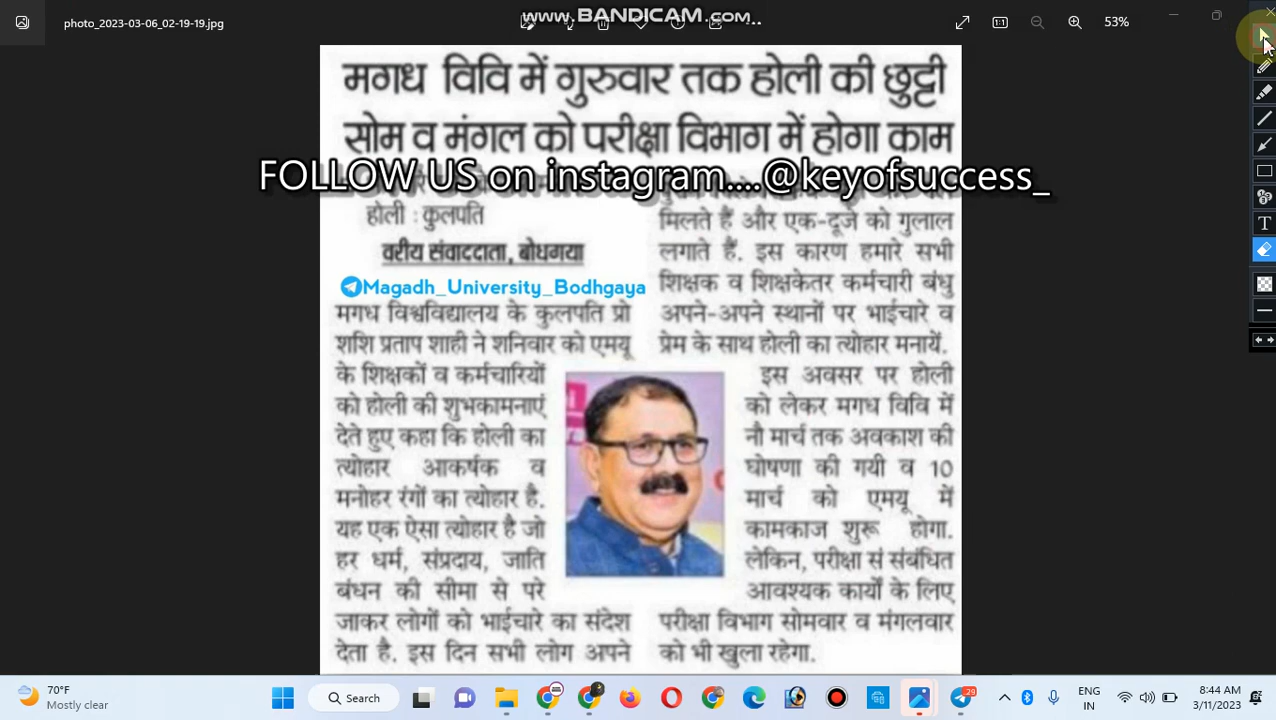 photo_2023-03-06_02-19-19.jpg
www.BANDICAM.com
53%
मगध विवि में गुरुवार तक होली की छुट्टी
सोम व मंगल को परीक्षा विभाग में होगा काम
FOLLOW US on instagram....@keyofsuccess_
होली : कुलपति
वरीय संवाददाता, बोधगया
Magadh_University_Bodhgaya
मगध विश्वविद्यालय के कुलपति प्रो
शशि प्रताप शाही ने शनिवार को एमयू
के शिक्षकों व कर्मचारियों
को होली की शुभकामनाएं
देते हुए कहा कि होली का
त्योहार आकर्षक व
मनोहर रंगों का त्योहार है.
यह एक ऐसा त्योहार है जो
हर धर्म, संप्रदाय, जाति
बंधन की सीमा से परे
जाकर लोगों को भाईचारे का संदेश
देता है. इस दिन सभी लोग अपने
मिलते हैं और एक-दूजे को गुलाल
लगाते हैं. इस कारण हमारे सभी
शिक्षक व शिक्षकेतर कर्मचारी बंधु
अपने-अपने स्थानों पर भाईचारे व
प्रेम के साथ होली का त्योहार मनायें.
इस अवसर पर होली
को लेकर मगध विवि में
नौ मार्च तक अवकाश की
घोषणा की गयी व 10
मार्च को एमयू में
कामकाज शुरू होगा.
लेकिन, परीक्षा सं संबंधित
आवश्यक कार्यों के लिए
परीक्षा विभाग सोमवार व मंगलवार
को भी खुला रहेगा.
70°F
Mostly clear
Search
29
ENG
IN
8:44 AM
3/11/2023